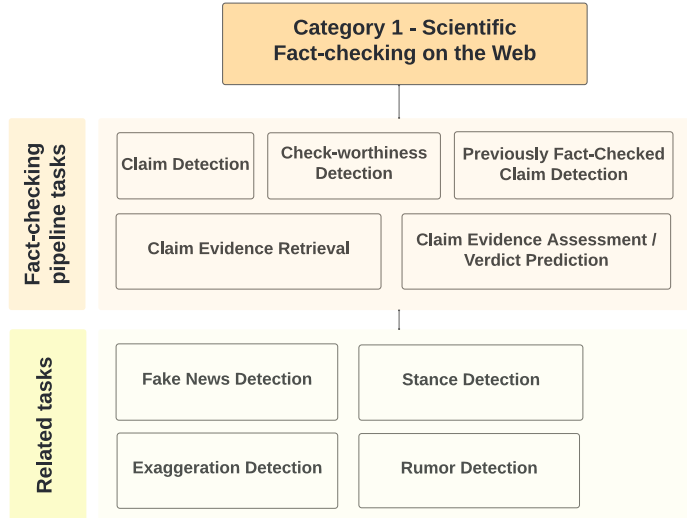 Category 1 - Scientific
Fact-checking on the Web
Fact-checking
pipeline tasks
Claim Detection
Check-worthiness
Detection
Previously Fact-Checked
Claim Detection
Claim Evidence Retrieval
Claim Evidence Assessment /
Verdict Prediction
Related tasks
Fake News Detection
Stance Detection
Exaggeration Detection
Rumor Detection